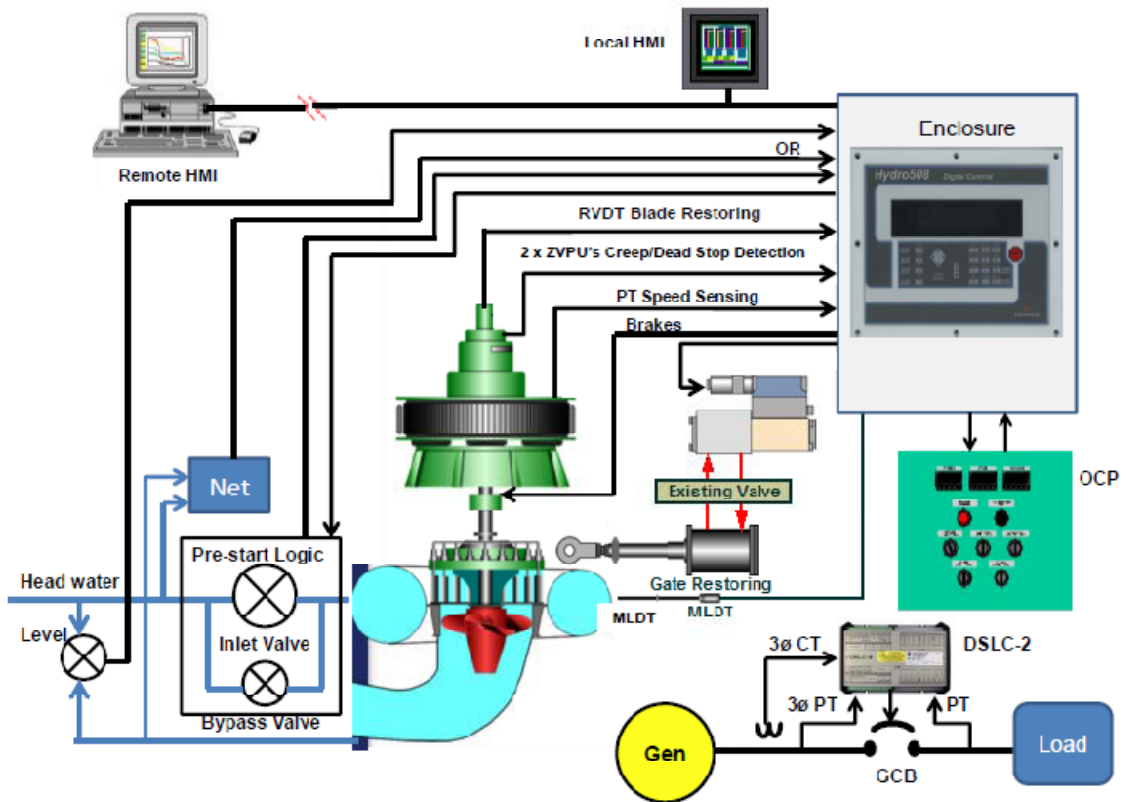 Local HMI
Remote HMI
Enclosure
OR
Hydro508 Digital Control
RVDT Blade Restoring
2 x ZVPU's Creep/Dead Stop Detection
PT Speed Sensing
Brakes
Net
Existing Valve
OCP
Pre-start Logic
Head water
Gate Restoring
MLDT
MLDT
Level
Inlet Valve
3ø CT
DSLC-2
Bypass Valve
3ø PT
PT
Gen
Load
GCB